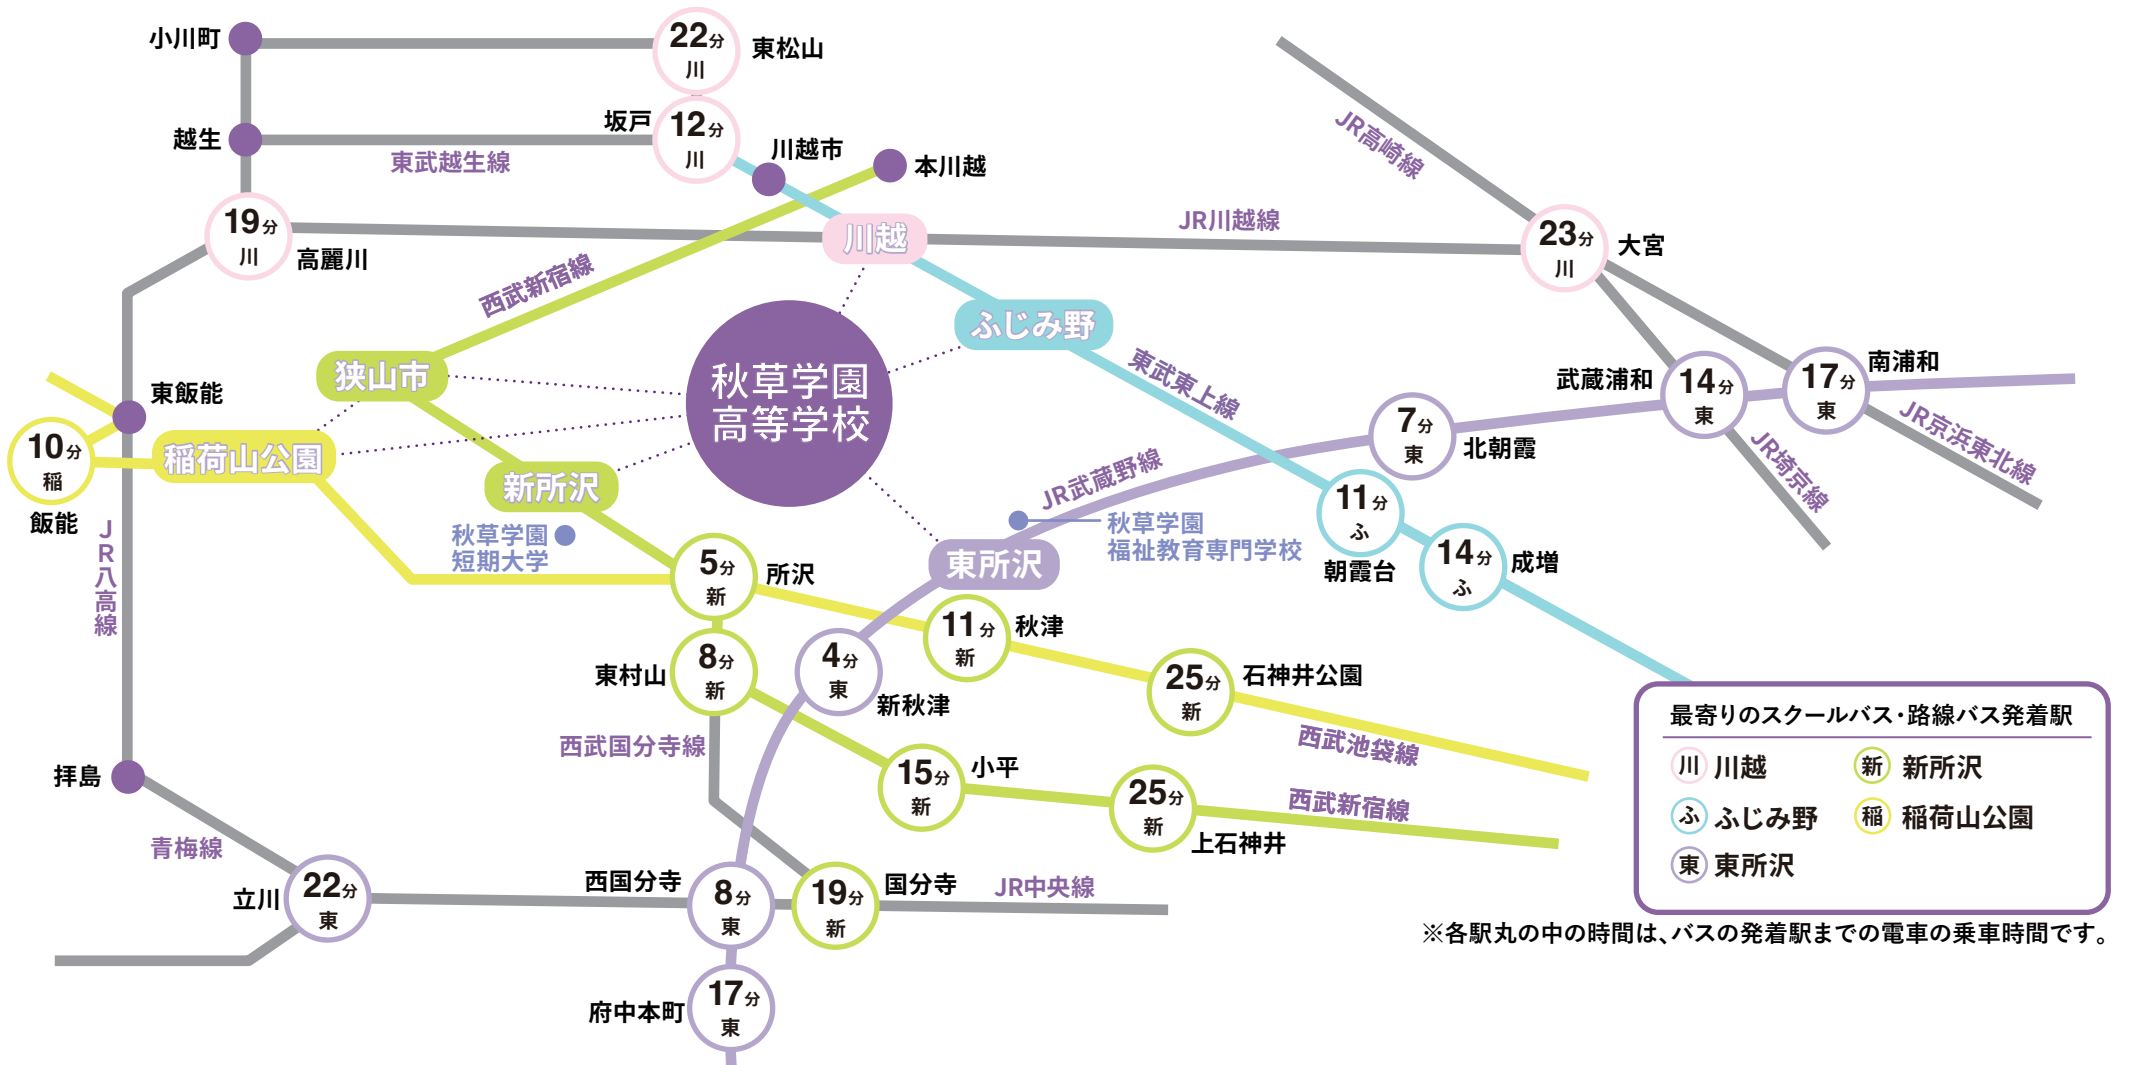 小川町
22分
川
東松山
越生
坂戸
12分
川
川越市
本川越
東武越生線
JR高崎線
19分
川
高麗川
川越
JR川越線
23分
川
大宮
西武新宿線
ふじみ野
狭山市
秋草学園
高等学校
東武東上線
武蔵浦和
14分
東
17分
東
南浦和
東飯能
10分
稲
飯能
稲荷山公園
新所沢
JR武蔵野線
7分
東
北朝霞
JR埼京線
JR京浜東北線
JR八高線
秋草学園
短期大学
秋草学園
福祉教育専門学校
東所沢
11分
ふ
朝霞台
14分
ふ
成増
5分
新
所沢
11分
新
秋津
8分
新
東村山
4分
東
新秋津
25分
新
石神井公園
西武池袋線
西武国分寺線
15分
新
小平
25分
新
上石神井
西武新宿線
拝島
青梅線
立川
22分
東
西国分寺
8分
東
19分
新
国分寺
JR中央線
府中本町
17分
東
最寄りのスクールバス・路線バス発着駅
川 川越
新 新所沢
ふ ふじみ野
稲 稲荷山公園
東 東所沢
※各駅丸の中の時間は、バスの発着駅までの電車の乗車時間です。